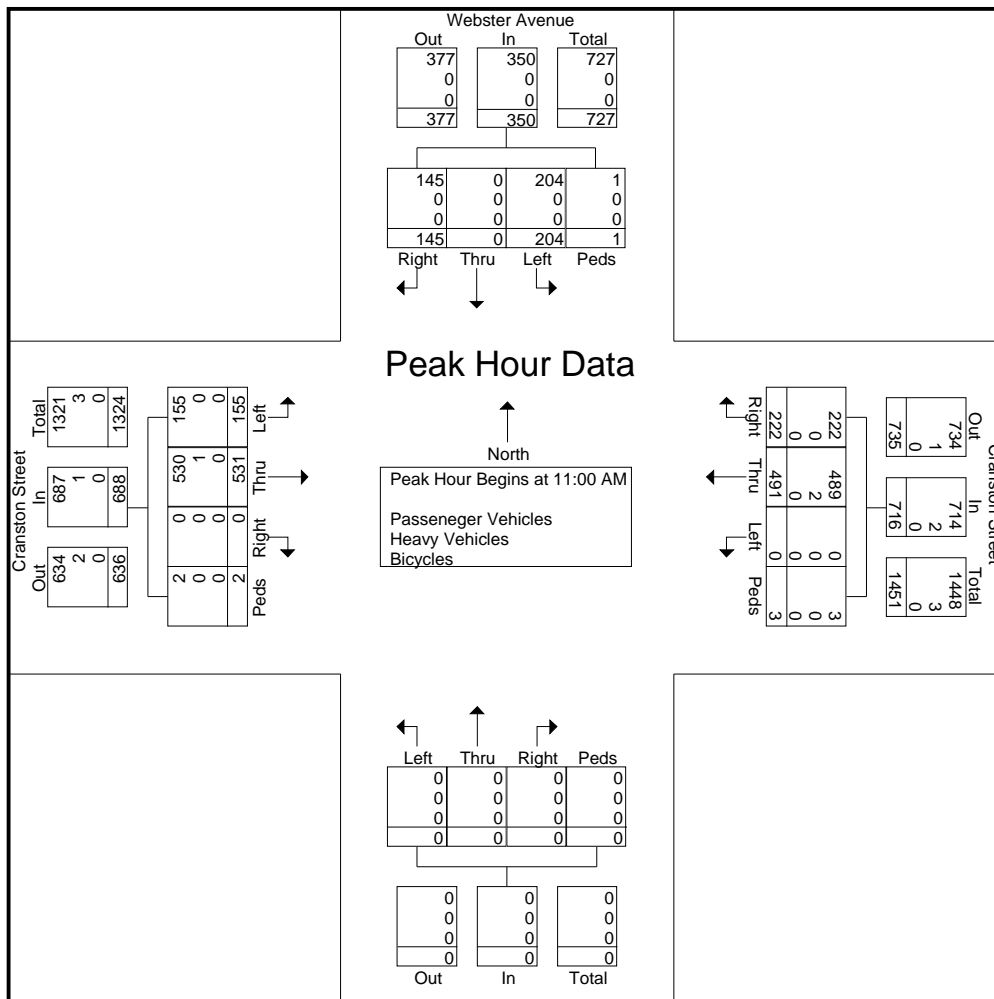 Webster Avenue
Out In Total
377 350 727
0 0 0
0 0 0
377 350 727
145 0 204 1
0 0 0 0
0 0 0 0
145 0 204 1
Right Thru Left Peds
Peak Hour Data
North
Peak Hour Begins at 11:00 AM
Passeneger Vehicles
Heavy Vehicles
Bicycles
Cranston Street
Out In Total
634 687 1321
2 1 3
0 0 0
636 688 1324
Peds Right Thru Left
2 0 530 155
0 0 1 0
0 0 0 0
2 0 531 155
Cranston Street
Out In Total
734 714 1448
1 2 3
0 0 0
735 716 1451
222 489 0 3
0 2 0 0
0 0 0 0
222 491 0 3
Right Thru Left Peds
Left Thru Right Peds
0 0 0 0
0 0 0 0
0 0 0 0
0 0 0 0
0 0 0
0 0 0
0 0 0
0 0 0
Out In Total